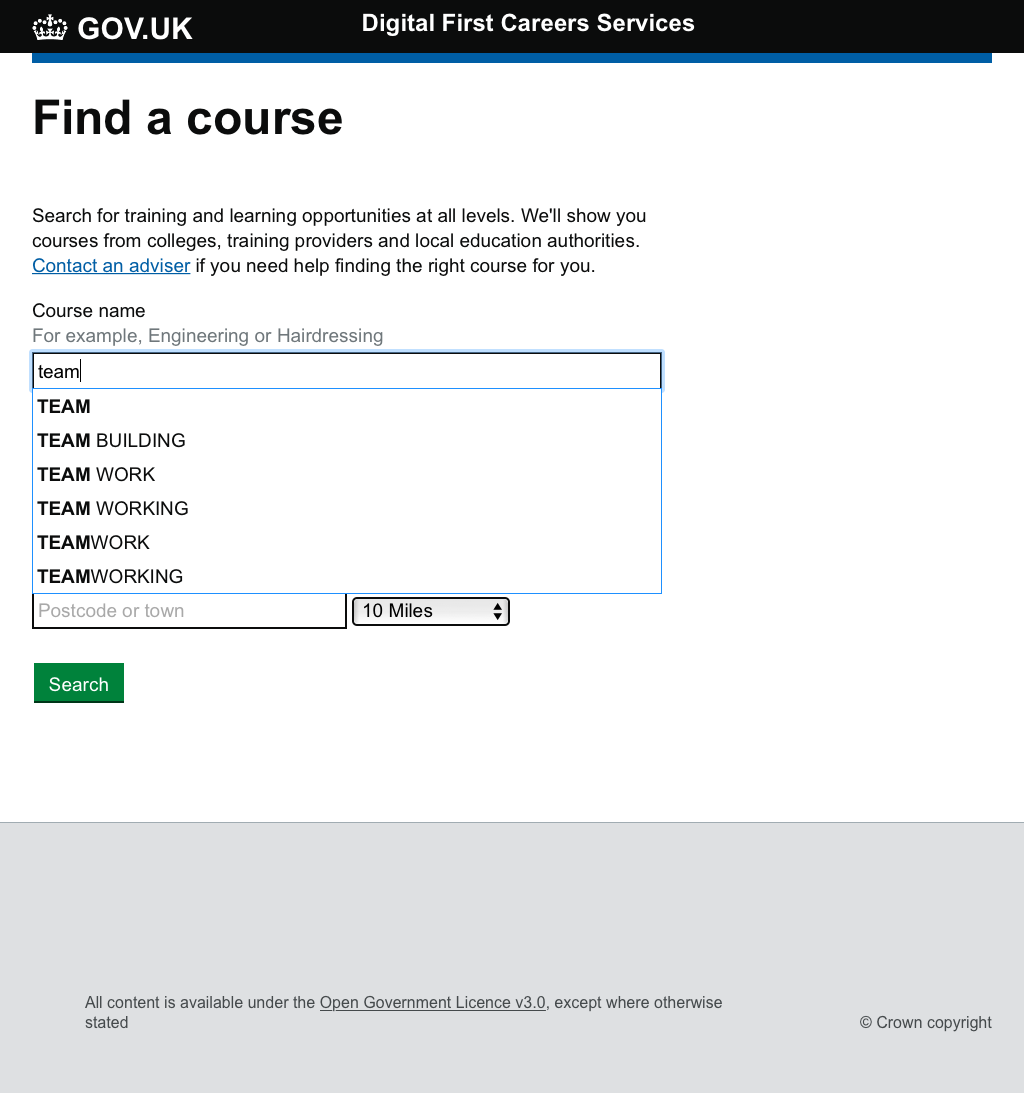 GOV.UK
Digital First Careers Services
Find a course
Search for training and learning opportunities at all levels. We'll show you
courses from colleges, training providers and local education authorities.
Contact an adviser if you need help finding the right course for you.
Course name
For example, Engineering or Hairdressing
team
TEAM
TEAM BUILDING
TEAM WORK
TEAM WORKING
TEAMWORK
TEAMWORKING
Postcode or town
10 Miles
Search
All content is available under the Open Government Licence v3.0, except where otherwise
stated
© Crown copyright